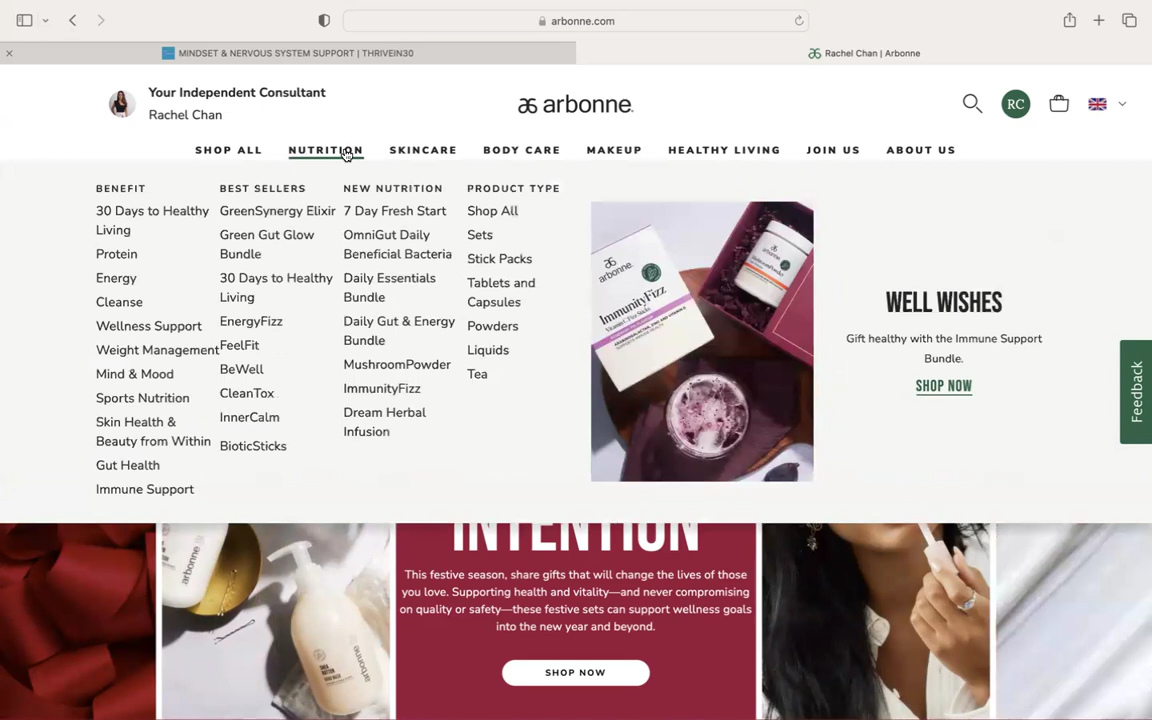 arbonne.com
MINDSET & NERVOUS SYSTEM SUPPORT | THRIVEIN30
Rachel Chan | Arbonne
Your Independent Consultant
Rachel Chan
arbonne.
RC
SHOP ALL
NUTRITION
SKINCARE
BODY CARE
MAKEUP
HEALTHY LIVING
JOIN US
ABOUT US
BENEFIT
30 Days to Healthy
Living
Protein
Energy
Cleanse
Wellness Support
Weight Management
Mind & Mood
Sports Nutrition
Skin Health &
Beauty from Within
Gut Health
Immune Support
BEST SELLERS
GreenSynergy Elixir
Green Gut Glow
Bundle
30 Days to Healthy
Living
EnergyFizz
FeelFit
BeWell
CleanTox
InnerCalm
BioticSticks
NEW NUTRITION
7 Day Fresh Start
OmniGut Daily
Beneficial Bacteria
Daily Essentials
Bundle
Daily Gut & Energy
Bundle
MushroomPowder
ImmunityFizz
Dream Herbal
Infusion
PRODUCT TYPE
Shop All
Sets
Stick Packs
Tablets and
Capsules
Powders
Liquids
Tea
arbonne.
ImmunityFizz
arbonne
WELL WISHES
Gift healthy with the Immune Support
Bundle.
SHOP NOW
Feedback
INTENTION
This festive season, share gifts that will change the lives of those
you love. Supporting health and vitality—and never compromising
on quality or safety—these festive sets can support wellness goals
into the new year and beyond.
SHOP NOW
arbonne